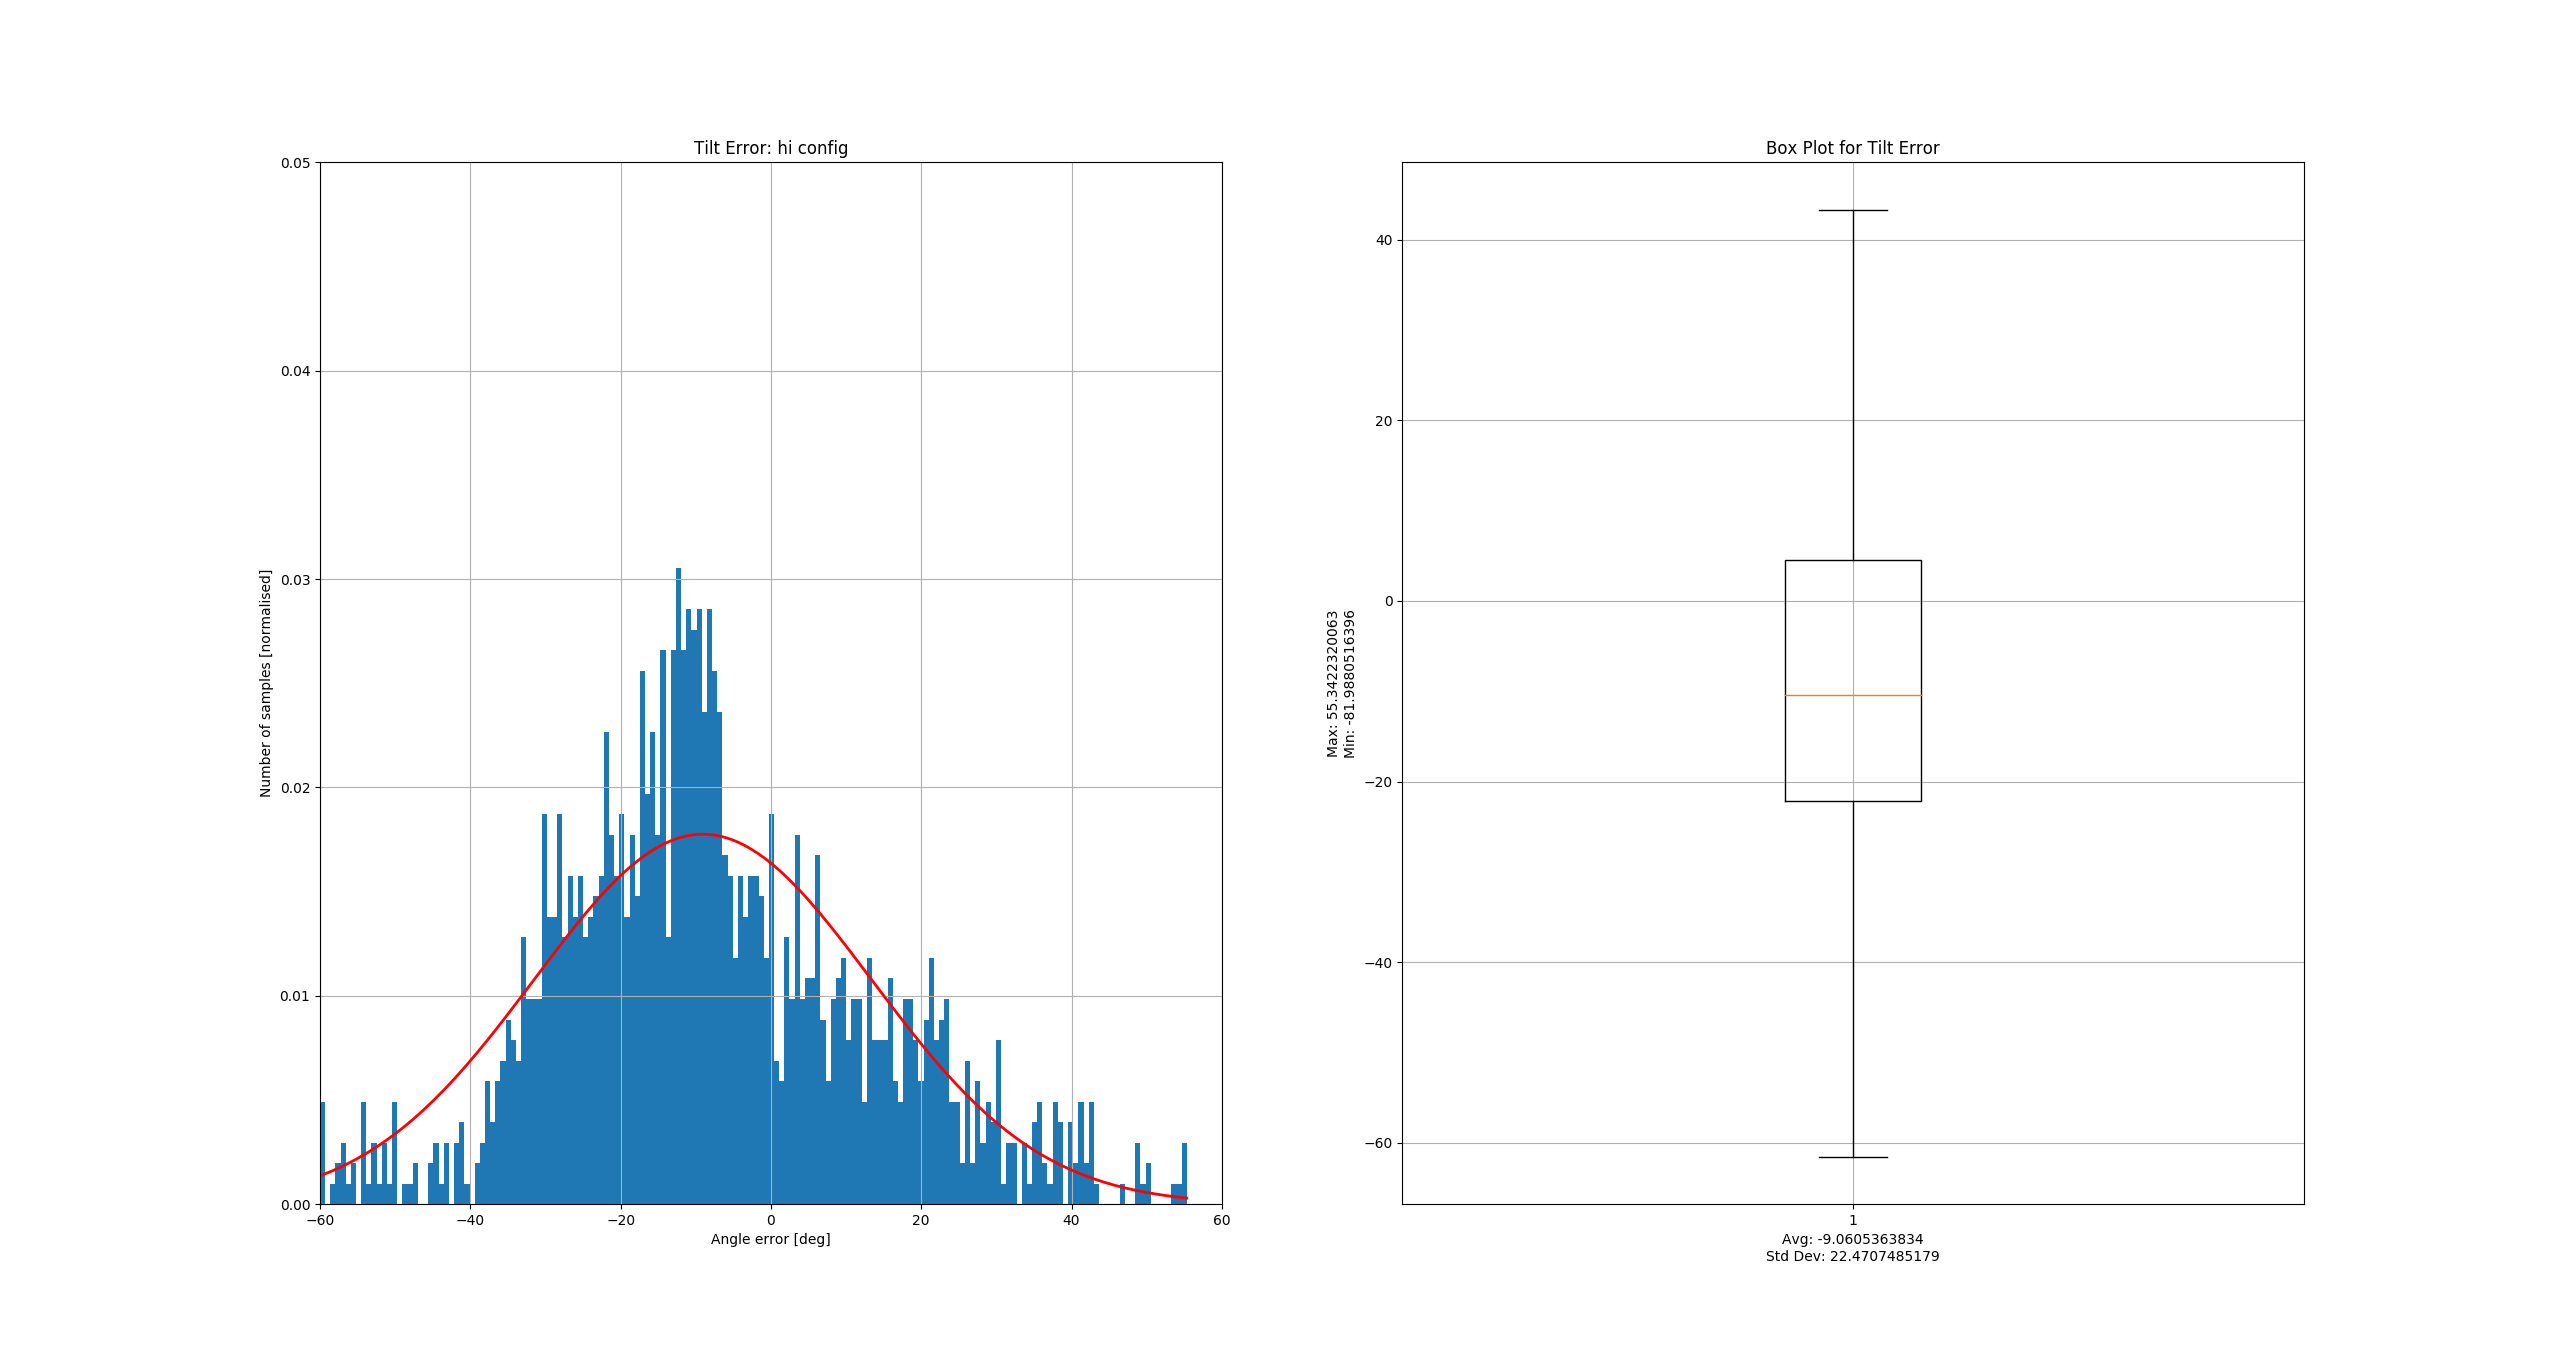 Tilt Error: hi config
0.05
0.04
0.03
0.02
0.01
0.00
Number of samples [normalised]
−60
−40
−20
0
20
40
60
Angle error [deg]
Box Plot for Tilt Error
40
20
0
−20
−40
−60
Max: 55.3422320063
Min: -81.9880516396
1
Avg: -9.0605363834
Std Dev: 22.4707485179